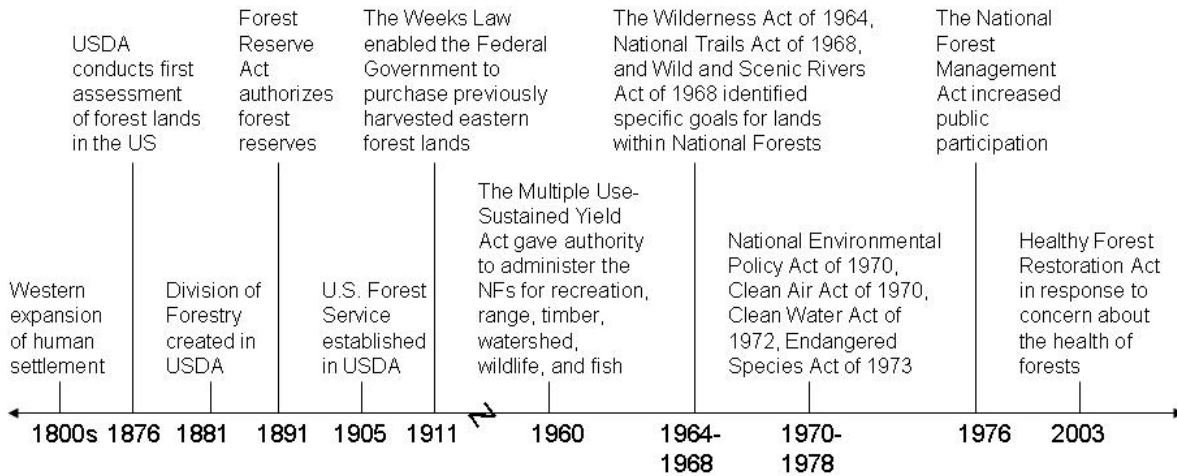 USDA
conducts first
assessment
of forest lands
in the US
Forest
Reserve
Act
authorizes
forest
reserves
The Weeks Law
enabled the Federal
Government to
purchase previously
harvested eastern
forest lands
The Wilderness Act of 1964,
National Trails Act of 1968,
and Wild and Scenic Rivers
Act of 1968 identified
specific goals for lands
within National Forests
The National
Forest
Management
Act increased
public
participation
Western
expansion
of human
settlement
Division of
Forestry
created in
USDA
U.S. Forest
Service
established
in USDA
The Multiple Use-
Sustained Yield
Act gave authority
to administer the
NFs for recreation,
range, timber,
watershed,
wildlife, and fish
National Environmental
Policy Act of 1970,
Clean Air Act of 1970,
Clean Water Act of
1972, Endangered
Species Act of 1973
Healthy Forest
Restoration Act
in response to
concern about
the health of
forests
1800s
1876
1881
1891
1905
1911
1960
1964-
1968
1970-
1978
1976
2003